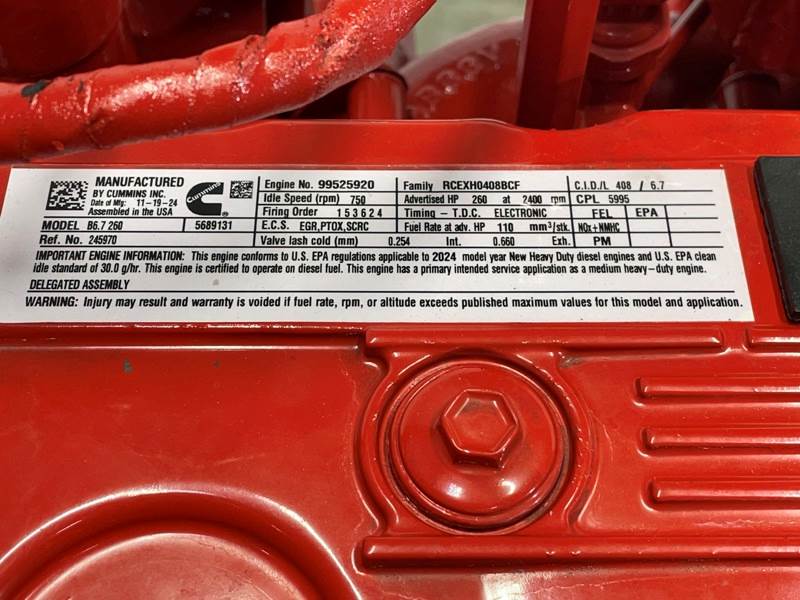 MANUFACTURED
BY CUMMINS INC.
Date of Mfg: 11-19-24
Assembled in the USA
Cummins
MODEL B6.7 260 5689131
Ref. No. 245970
Engine No. 99525920
Idle Speed (rpm) 750
Firing Order 1 5 3 6 2 4
E.C.S. EGR,PTOX,SCRC
Valve lash cold (mm) 0.254 Int. 0.660 Exh.
Family RCEXH0408BCF
Advertised HP 260 at 2400 rpm
Timing - T.D.C. ELECTRONIC
Fuel Rate at adv. HP 110 mm³/stk.
C.I.D./L 408 / 6.7
CPL 5995
FEL EPA
NOx+NMHC
PM
IMPORTANT ENGINE INFORMATION: This engine conforms to U.S. EPA regulations applicable to 2024 model year New Heavy Duty diesel engines and U.S. EPA clean
idle standard of 30.0 g/hr. This engine is certified to operate on diesel fuel. This engine has a primary intended service application as a medium heavy-duty engine.
DELEGATED ASSEMBLY
WARNING: Injury may result and warranty is voided if fuel rate, rpm, or altitude exceeds published maximum values for this model and application.